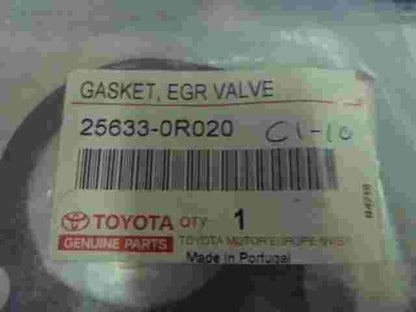 GASKET, EGR VALVE
25633-0R020 C1-10
TOYOTA QTY 1
GENUINE PARTS TOYOTA MOTOR EUROPE NV/SA
Made in Portugal